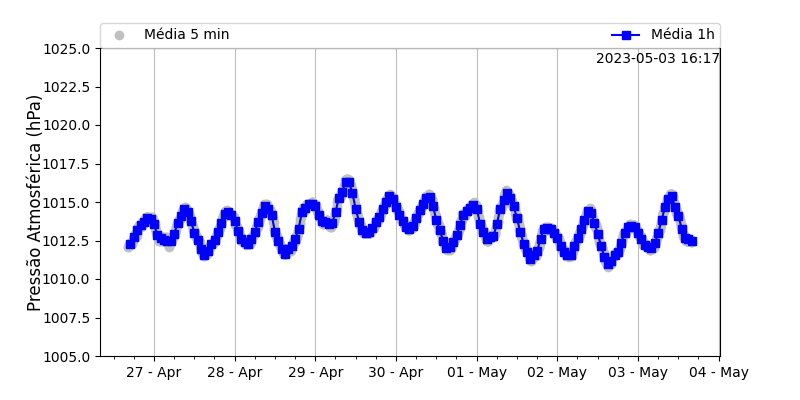 Média 5 min
Média 1h
2023-05-03 16:17
Pressão Atmosférica (hPa)
1025.0
1022.5
1020.0
1017.5
1015.0
1012.5
1010.0
1007.5
1005.0
27 - Apr
28 - Apr
29 - Apr
30 - Apr
01 - May
02 - May
03 - May
04 - May